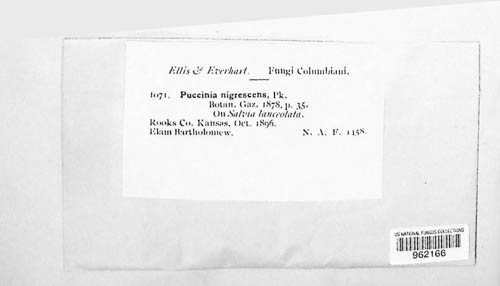 Ellis & Everhart. Fungi Columbiani.
1071. Puccinia nigrescens, Pk.
Botan. Gaz. 1878, p. 35.
On Salvia lanceolata.
Rooks Co. Kansas, Oct. 1896.
Elam Bartholomew. N. A. F. 1458.
US NATIONAL FUNGUS COLLECTIONS
962166